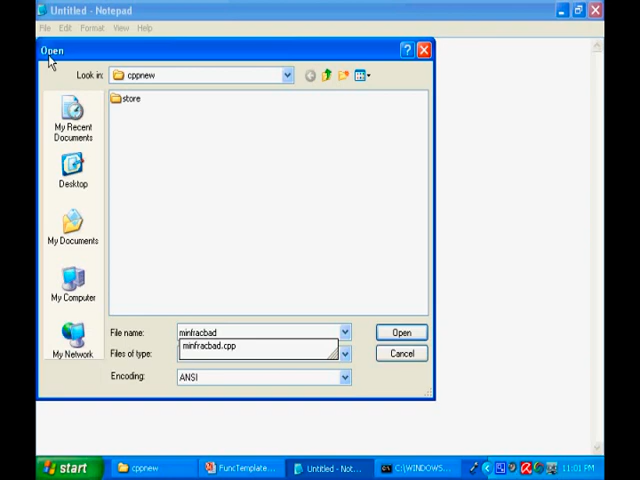 Untitled - Notepad
File Edit Format View Help
Open
Look in: cppnew
store
My Recent
Documents
Desktop
My Documents
My Computer
My Network
File name: minfracbad
minfracbad.cpp
Files of type:
Encoding: ANSI
Open
Cancel
start cppnew FuncTemplate... Untitled - Not... C:\WINDOWS... 11:01 PM